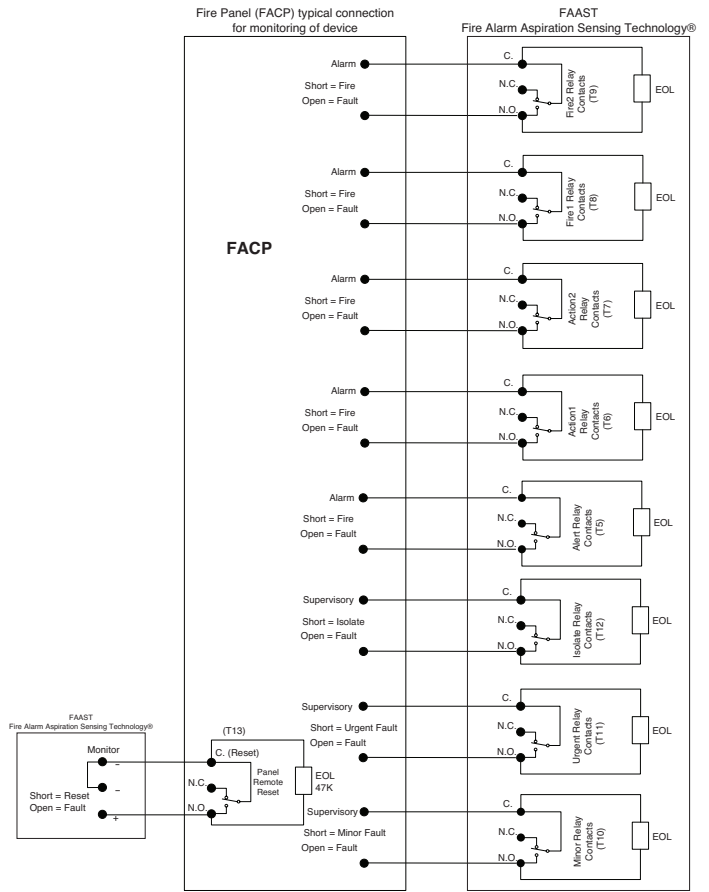 Fire Panel (FACP) typical connection
for monitoring of device
FAAST
Fire Alarm Aspiration Sensing Technology®
Alarm
Short = Fire
Open = Fault
C.
N.C.
N.O.
Fire2 Relay
Contacts
(T9)
EOL
Alarm
Short = Fire
Open = Fault
C.
N.C.
N.O.
Fire1 Relay
Contacts
(T8)
EOL
FACP
Alarm
Short = Fire
Open = Fault
C.
N.C.
N.O.
Action2
Relay
Contacts
(T7)
EOL
Alarm
Short = Fire
Open = Fault
C.
N.C.
N.O.
Action1
Relay
Contacts
(T6)
EOL
Alarm
Short = Fire
Open = Fault
C.
N.C.
N.O.
Alert Relay
Contacts
(T5)
EOL
Supervisory
Short = Isolate
Open = Fault
C.
N.C.
N.O.
Isolate Relay
Contacts
(T12)
EOL
Supervisory
Short = Urgent Fault
Open = Fault
C.
N.C.
N.O.
Urgent Relay
Contacts
(T11)
EOL
FAAST
Fire Alarm Aspiration Sensing Technology®
Monitor
–
–
+
Short = Reset
Open = Fault
(T13)
C. (Reset)
N.C.
N.O.
Panel
Remote
Reset
EOL
47K
Supervisory
Short = Minor Fault
Open = Fault
C.
N.C.
N.O.
Minor Relay
Contacts
(T10)
EOL